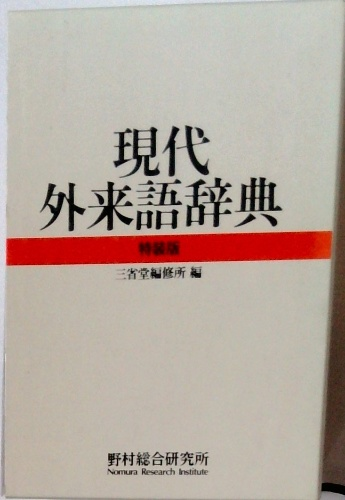 現代
外来語辞典
特装版
三省堂編修所 編
野村総合研究所
Nomura Research Institute